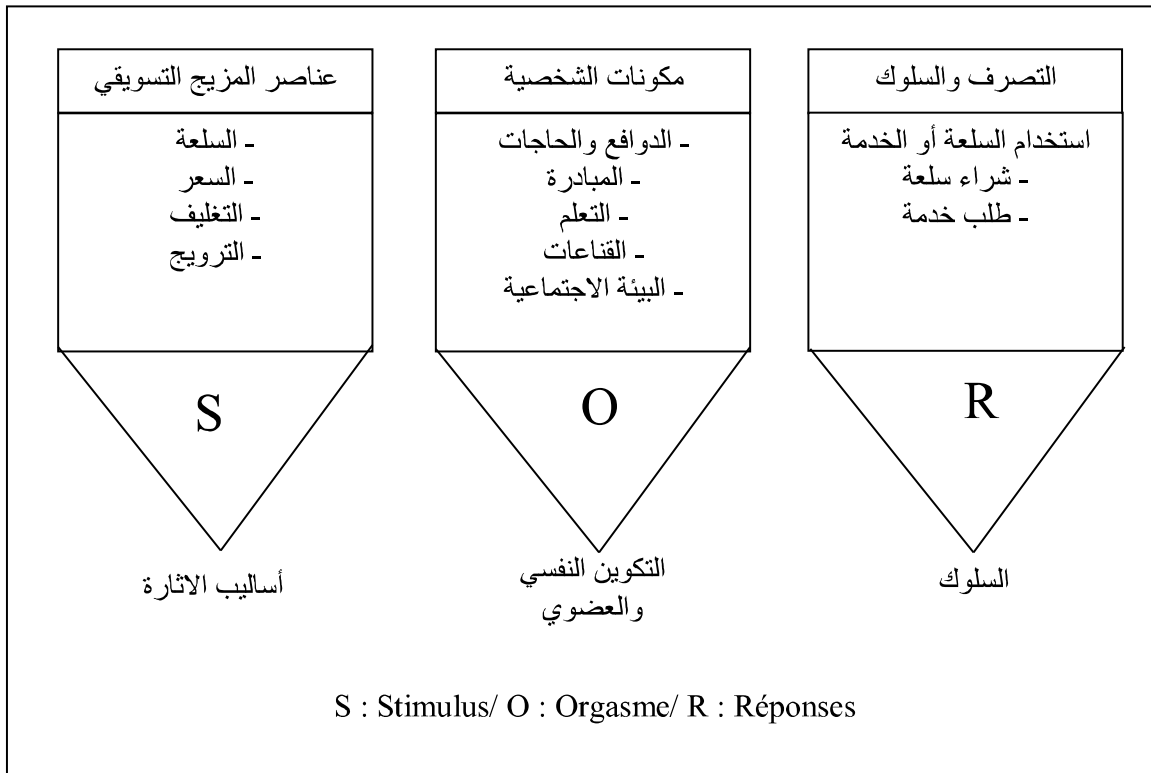 عناصر المزيج التسويقي
- السلعة
- السعر
- التغليف
- الترويج
S
أساليب الاثارة
مكونات الشخصية
- الدوافع والحاجات
- المبادرة
- التعلم
- القناعات
- البيئة الاجتماعية
O
التكوين النفسي
والعضوي
التصرف والسلوك
استخدام السلعة أو الخدمة
- شراء سلعة
- طلب خدمة
R
السلوك
S : Stimulus/ O : Orgasme/ R : Réponses